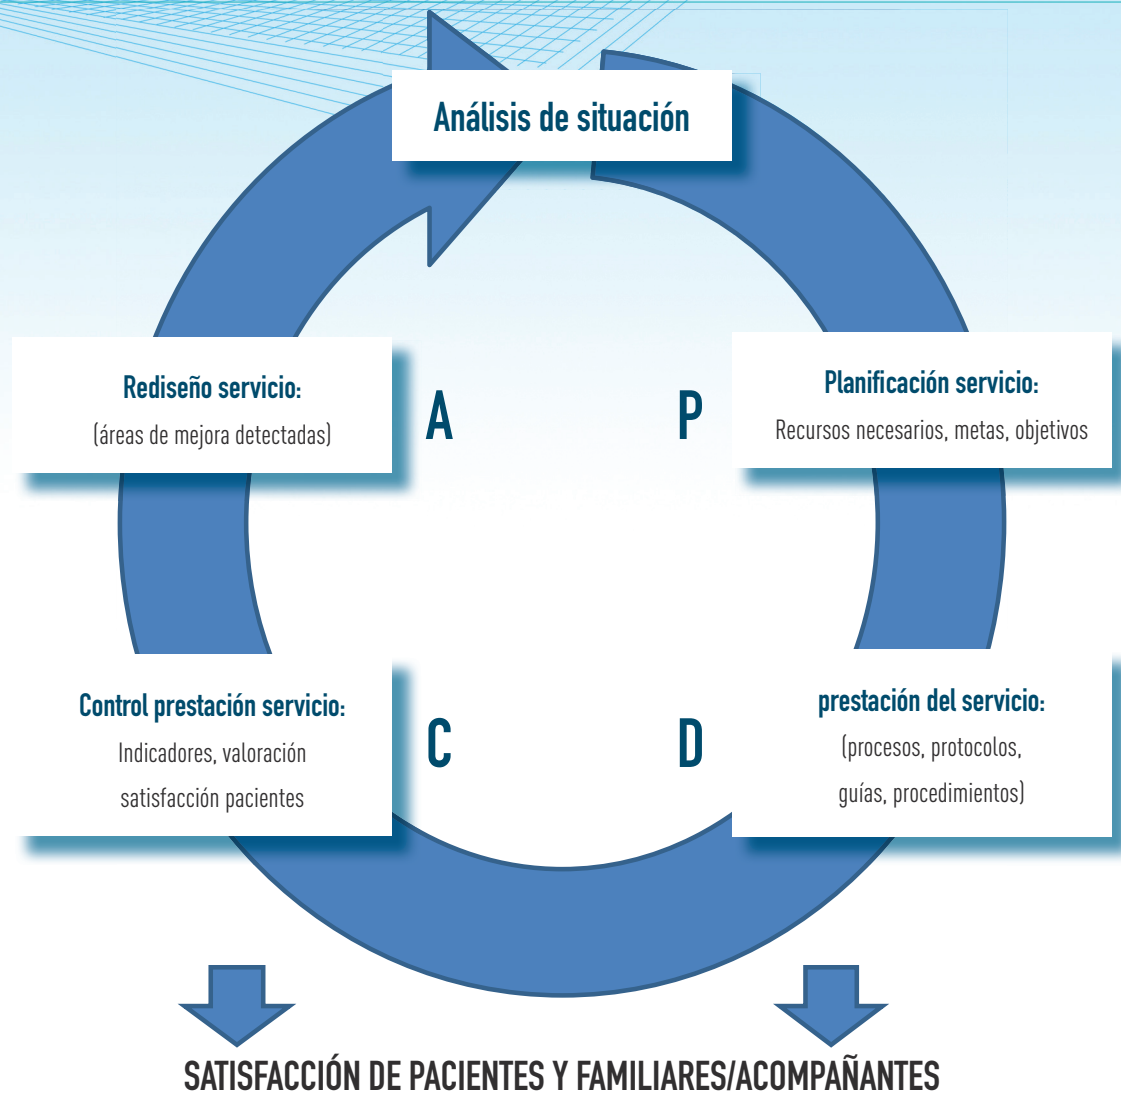 Análisis de situación
Rediseño servicio:
(áreas de mejora detectadas)
A
P
Planificación servicio:
Recursos necesarios, metas, objetivos
Control prestación servicio:
Indicadores, valoración
satisfacción pacientes
C
D
prestación del servicio:
(procesos, protocolos,
guías, procedimientos)
SATISFACCIÓN DE PACIENTES Y FAMILIARES/ACOMPAÑANTES